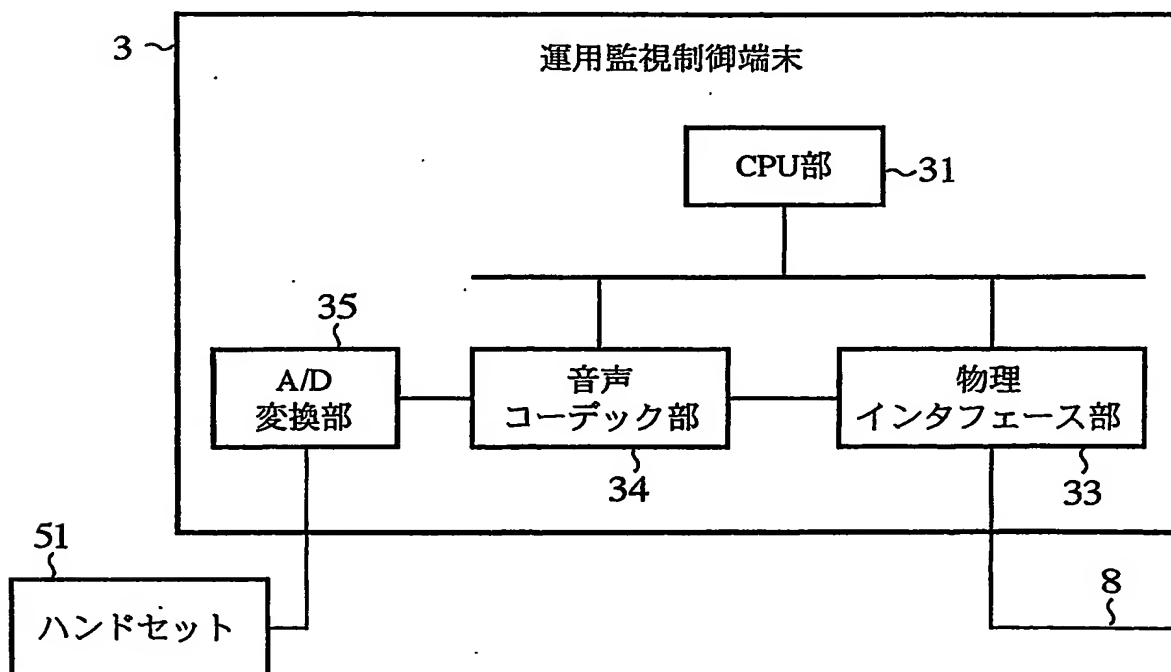 3
運用監視制御端末
CPU部
31
35
A/D
変換部
音声
コーデック部
34
物理
インタフェース部
33
51
ハンドセット
8